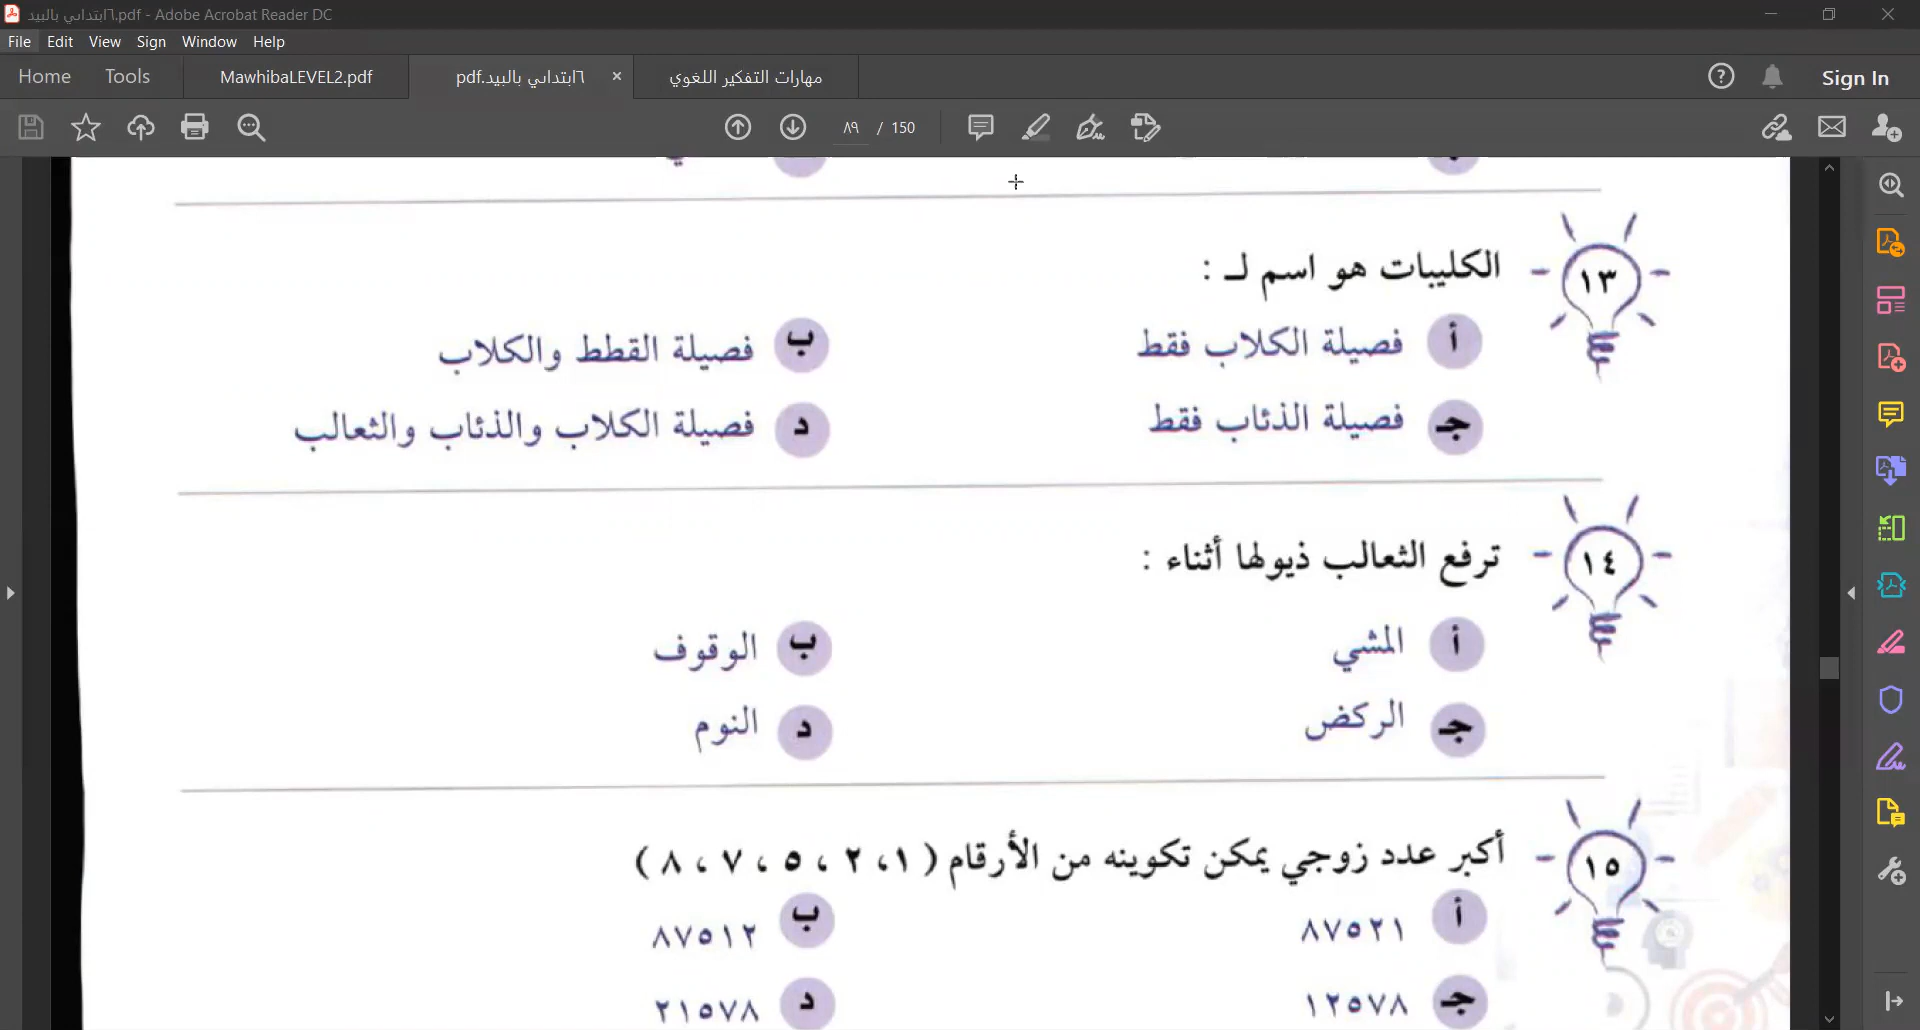 ٦ابتدائي بالبيد.pdf - Adobe Acrobat Reader DC
File Edit View Sign Window Help
Home Tools MawhibaLEVEL2.pdf ٦ابتدائي بالبيد.pdf × مهارات التفكير اللغوي Sign In
٨٩ / 150
١٣ الكليبات هو اسم لـ :
أ فصيلة الكلاب فقط ب فصيلة القطط والكلاب
جـ فصيلة الذئاب فقط د فصيلة الكلاب والذئاب والثعالب
١٤ ترفع الثعالب ذيولها أثناء :
أ المشي ب الوقوف
جـ الركض د النوم
١٥ أكبر عدد زوجي يمكن تكوينه من الأرقام ( ١، ٢ ، ٥ ، ٧ ، ٨ )
أ ٨٧٥٢١ ب ٨٧٥١٢
جـ ١٢٥٧٨ د ٢١٥٧٨